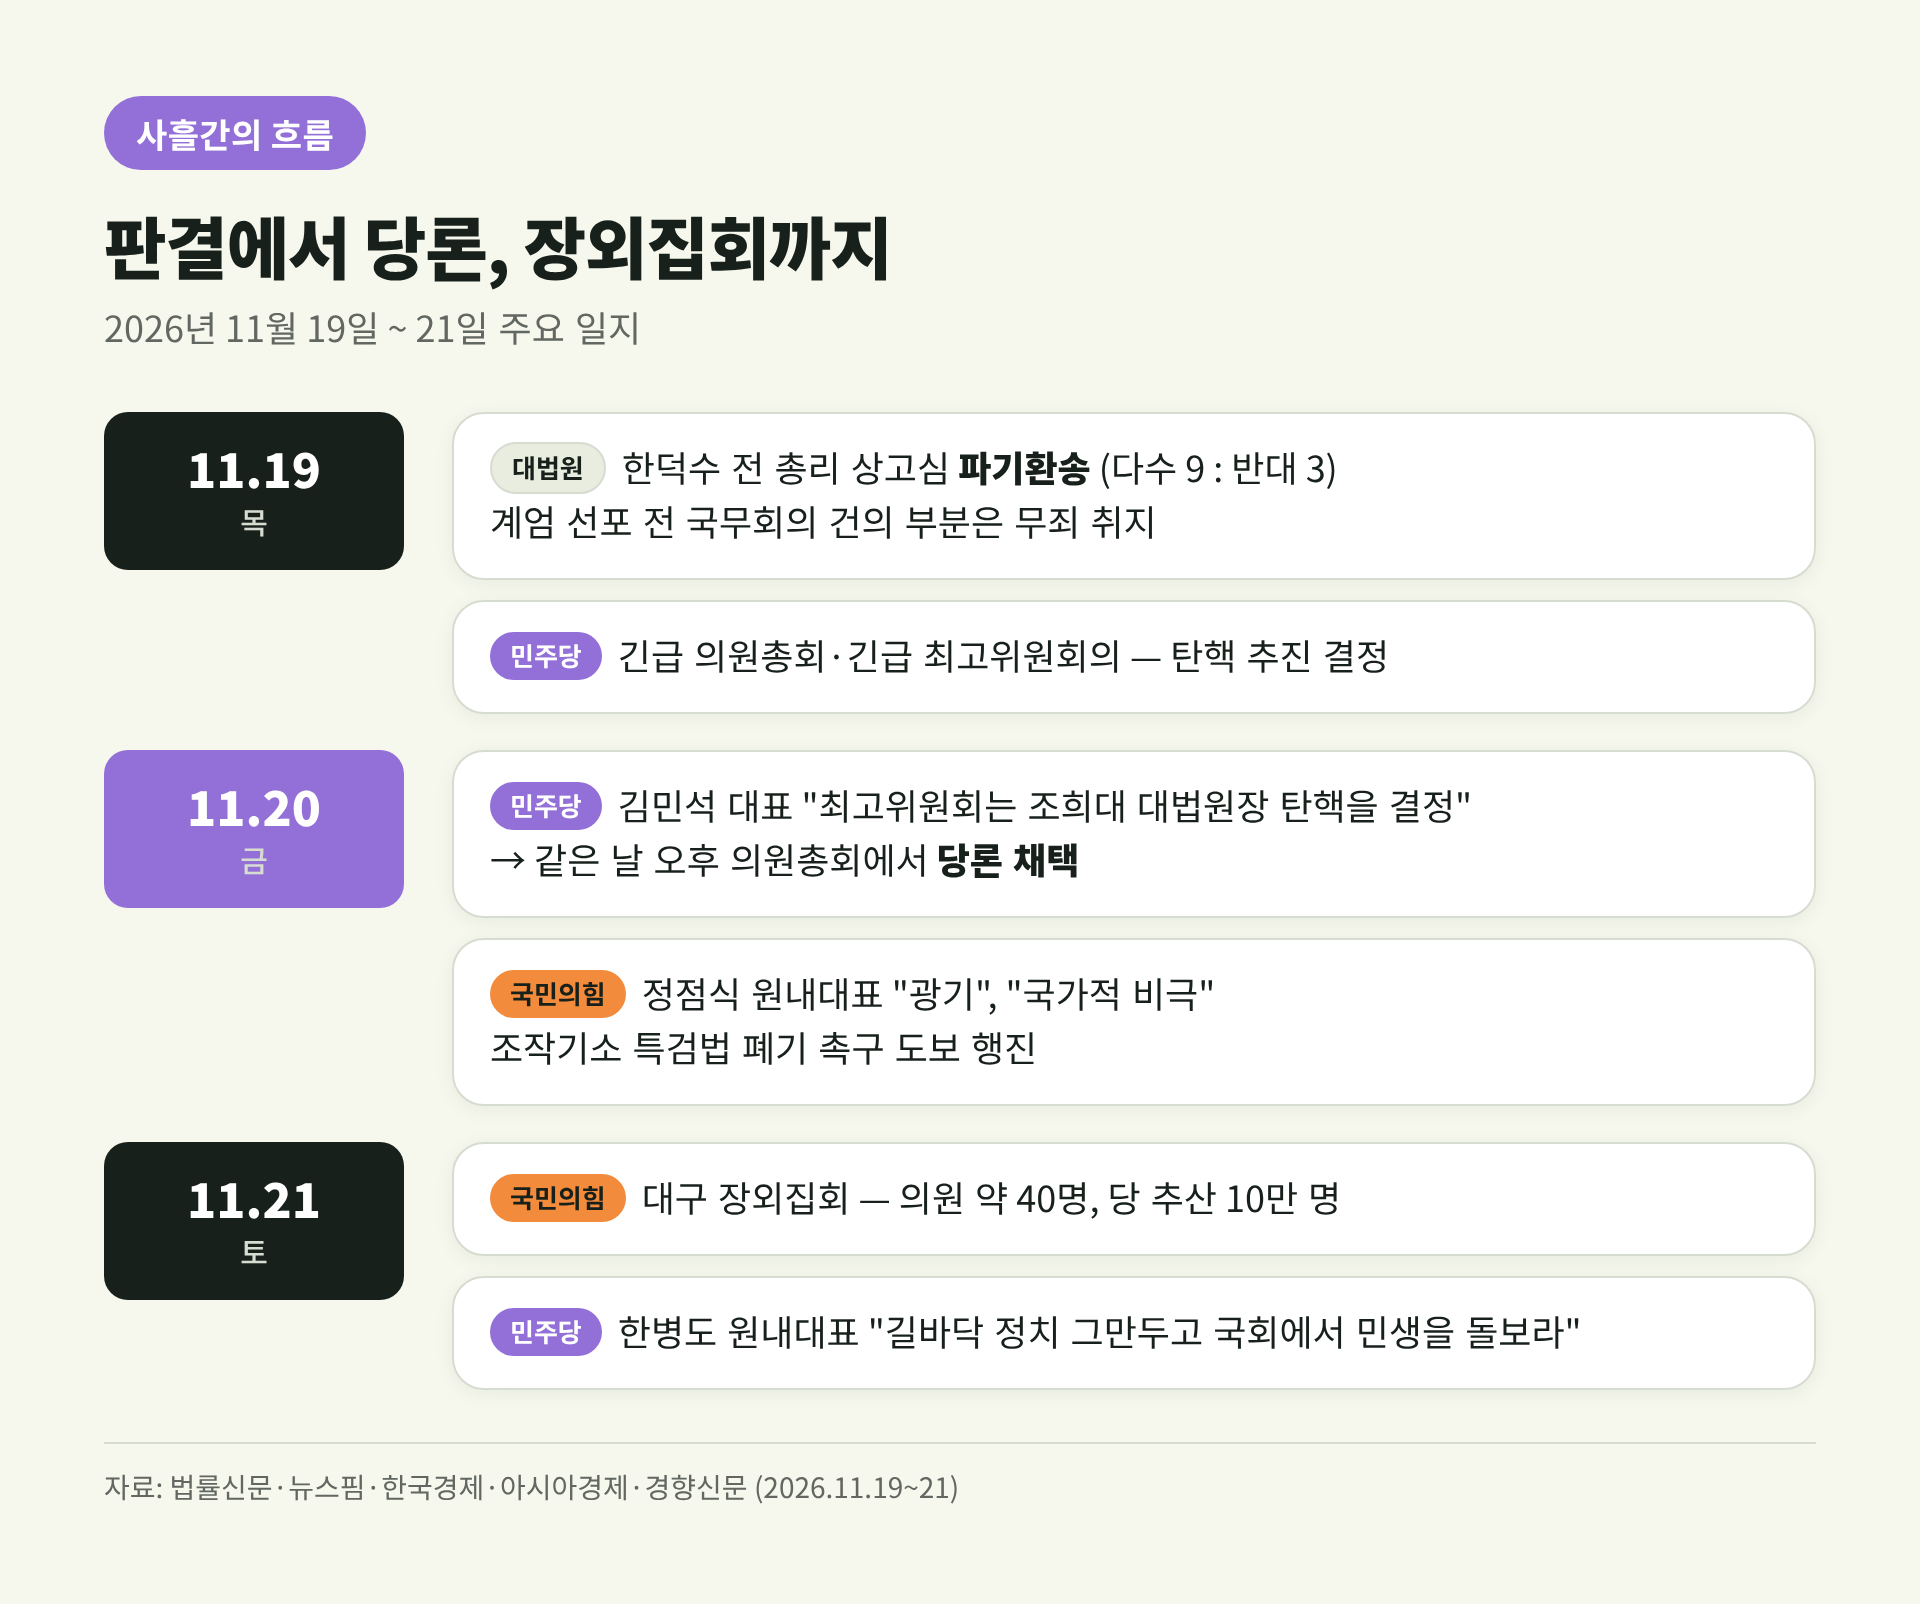 사흘간의 흐름
판결에서 당론, 장외집회까지
2026년 11월 19일 ~ 21일 주요 일지
11.19
목
대법원 한덕수 전 총리 상고심 파기환송 (다수 9 : 반대 3)
계엄 선포 전 국무회의 건의 부분은 무죄 취지
민주당 긴급 의원총회·긴급 최고위원회의 — 탄핵 추진 결정
11.20
금
민주당 김민석 대표 "최고위원회는 조희대 대법원장 탄핵을 결정"
→ 같은 날 오후 의원총회에서 당론 채택
국민의힘 정점식 원내대표 "광기", "국가적 비극"
조작기소 특검법 폐기 촉구 도보 행진
11.21
토
국민의힘 대구 장외집회 — 의원 약 40명, 당 추산 10만 명
민주당 한병도 원내대표 "길바닥 정치 그만두고 국회에서 민생을 돌보라"
자료: 법률신문·뉴스핌·한국경제·아시아경제·경향신문 (2026.11.19~21)